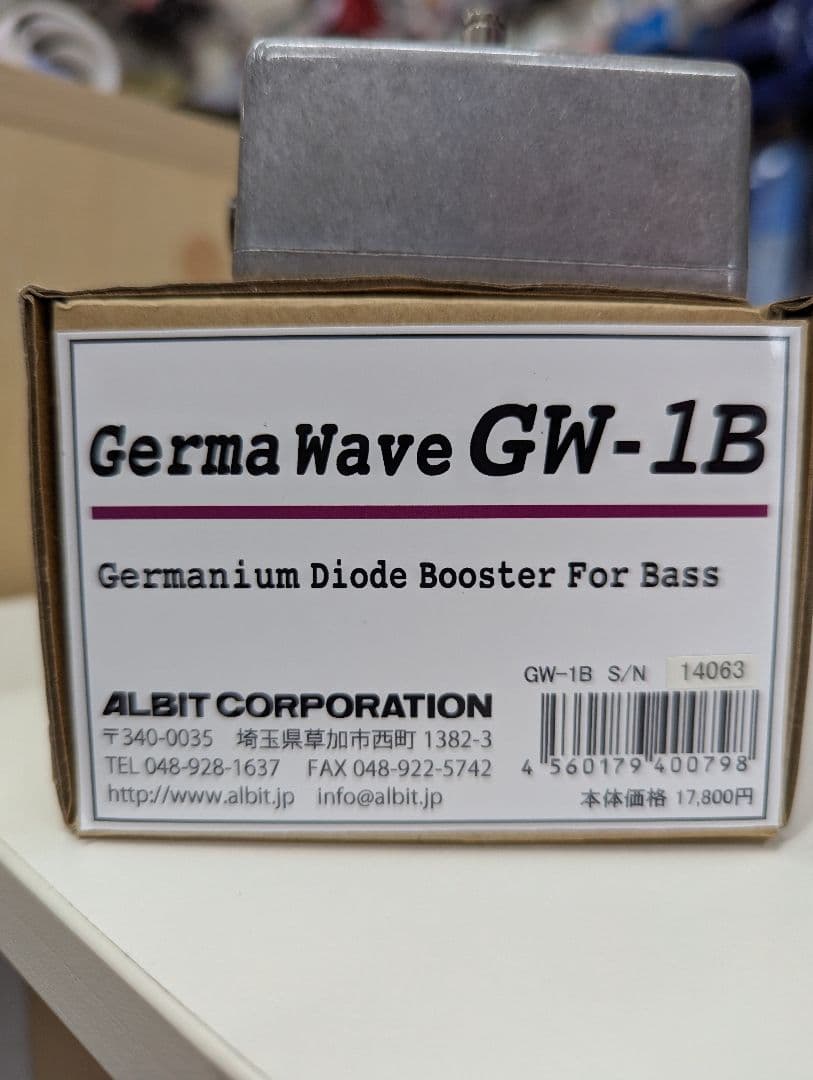 Germa Wave GW-1B
Germanium Diode Booster For Bass
GW-1B S/N 14063
ALBIT CORPORATION
〒340-0035 埼玉県草加市西町 1382-3
TEL 048-928-1637 FAX 048-922-5742
http://www.albit.jp info@albit.jp
4 560179 400798
本体価格 17,800円